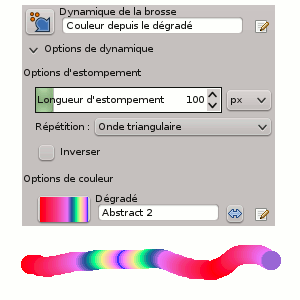 Dynamique de la brosse
Couleur depuis le dégradé
Options de dynamique
Options d'estompement
Longueur d'estompement 100 px
Répétition : Onde triangulaire
Inverser
Options de couleur
Dégradé
Abstract 2